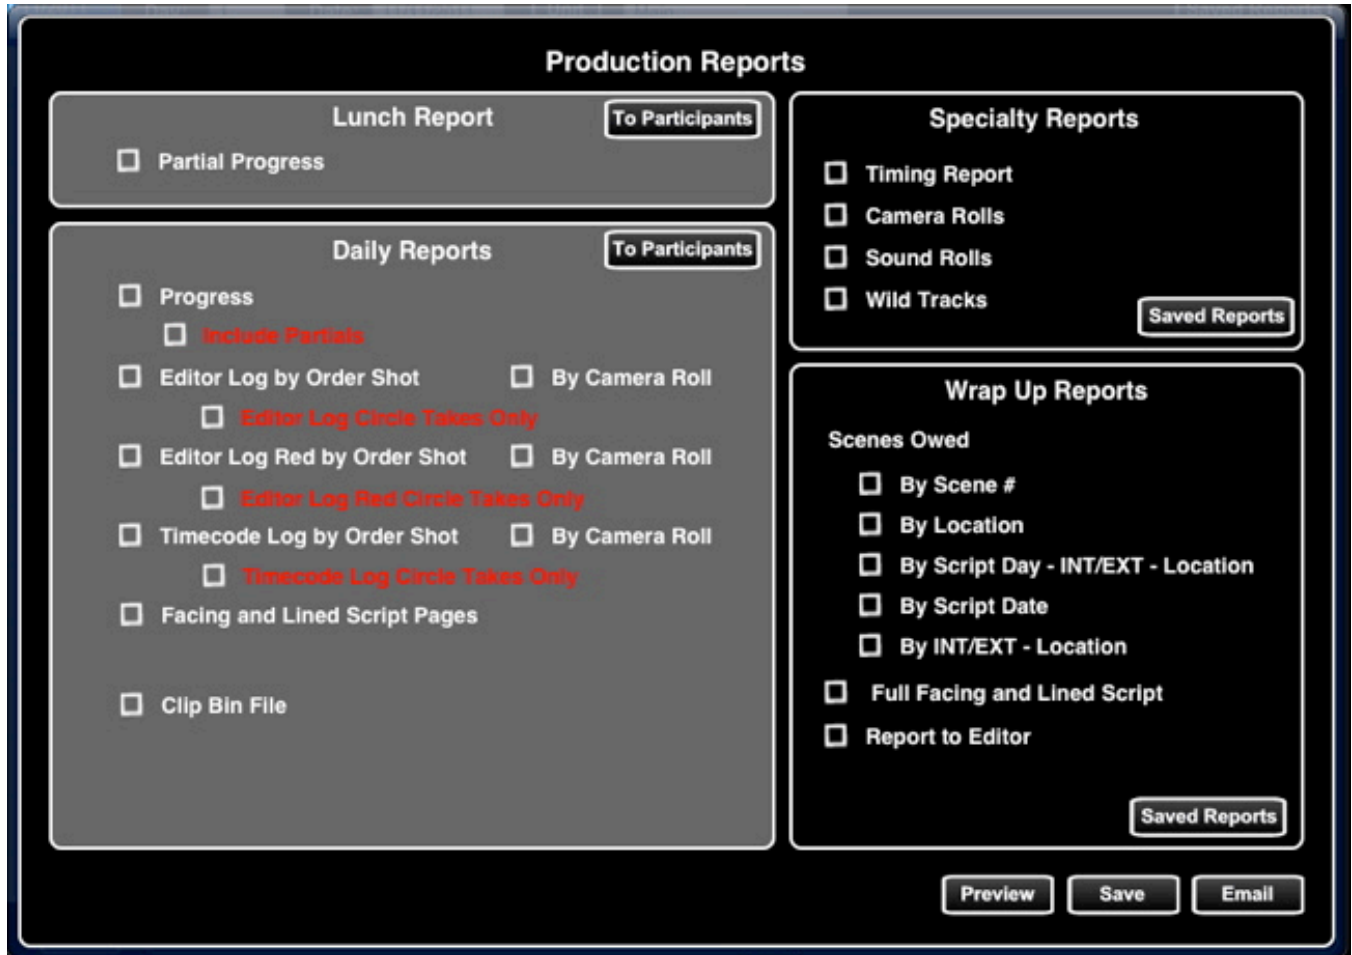 Production Reports
Lunch Report
To Participants
Partial Progress
Daily Reports
To Participants
Progress
Include Partials
Editor Log by Order Shot
By Camera Roll
Editor Log Circle Takes Only
Editor Log Red by Order Shot
By Camera Roll
Editor Log Red Circle Takes Only
Timecode Log by Order Shot
By Camera Roll
Timecode Log Circle Takes Only
Facing and Lined Script Pages
Clip Bin File
Specialty Reports
Timing Report
Camera Rolls
Sound Rolls
Wild Tracks
Saved Reports
Wrap Up Reports
Scenes Owed
By Scene #
By Location
By Script Day - INT/EXT - Location
By Script Date
By INT/EXT - Location
Full Facing and Lined Script
Report to Editor
Saved Reports
Preview
Save
Email